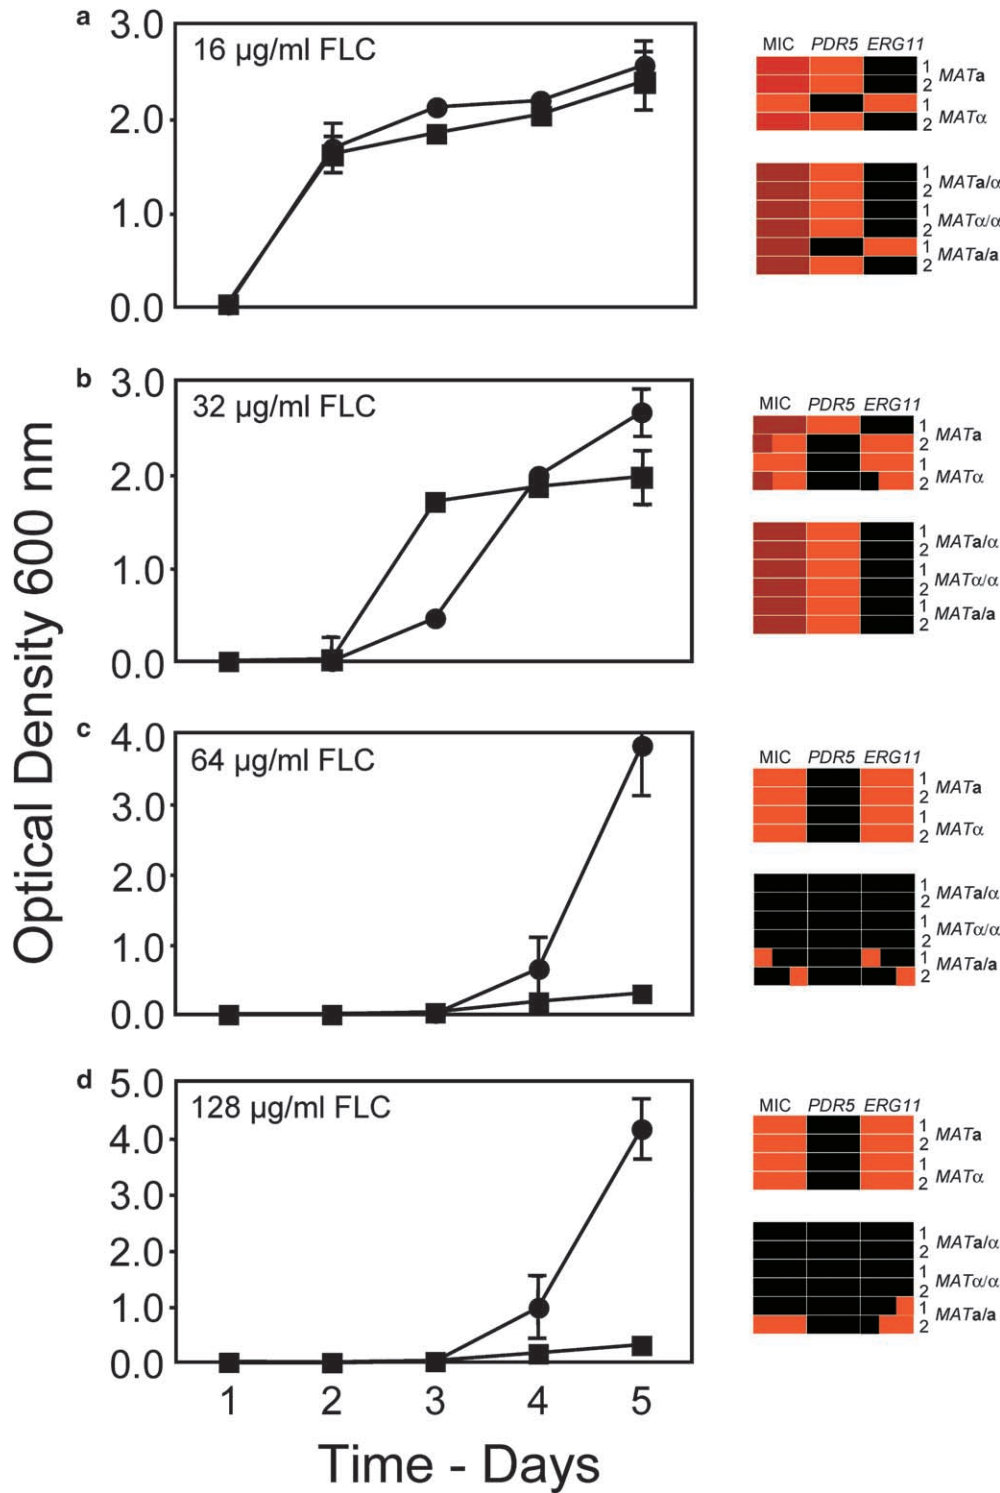 Optical Density 600 nm
a
3.0
2.0
1.0
0.0
16 µg/ml FLC
MIC PDR5 ERG11
1
2
MATa
1
2
MATα
1
2
MATa/α
1
2
MATα/α
1
2
MATa/a
b
3.0
2.0
1.0
0.0
32 µg/ml FLC
MIC PDR5 ERG11
1
2
MATa
1
2
MATα
1
2
MATa/α
1
2
MATα/α
1
2
MATa/a
c
4.0
3.0
2.0
1.0
0.0
64 µg/ml FLC
MIC PDR5 ERG11
1
2
MATa
1
2
MATα
1
2
MATa/α
1
2
MATα/α
1
2
MATa/a
d
5.0
4.0
3.0
2.0
1.0
0.0
128 µg/ml FLC
MIC PDR5 ERG11
1
2
MATa
1
2
MATα
1
2
MATa/α
1
2
MATα/α
1
2
MATa/a
1 2 3 4 5
Time - Days